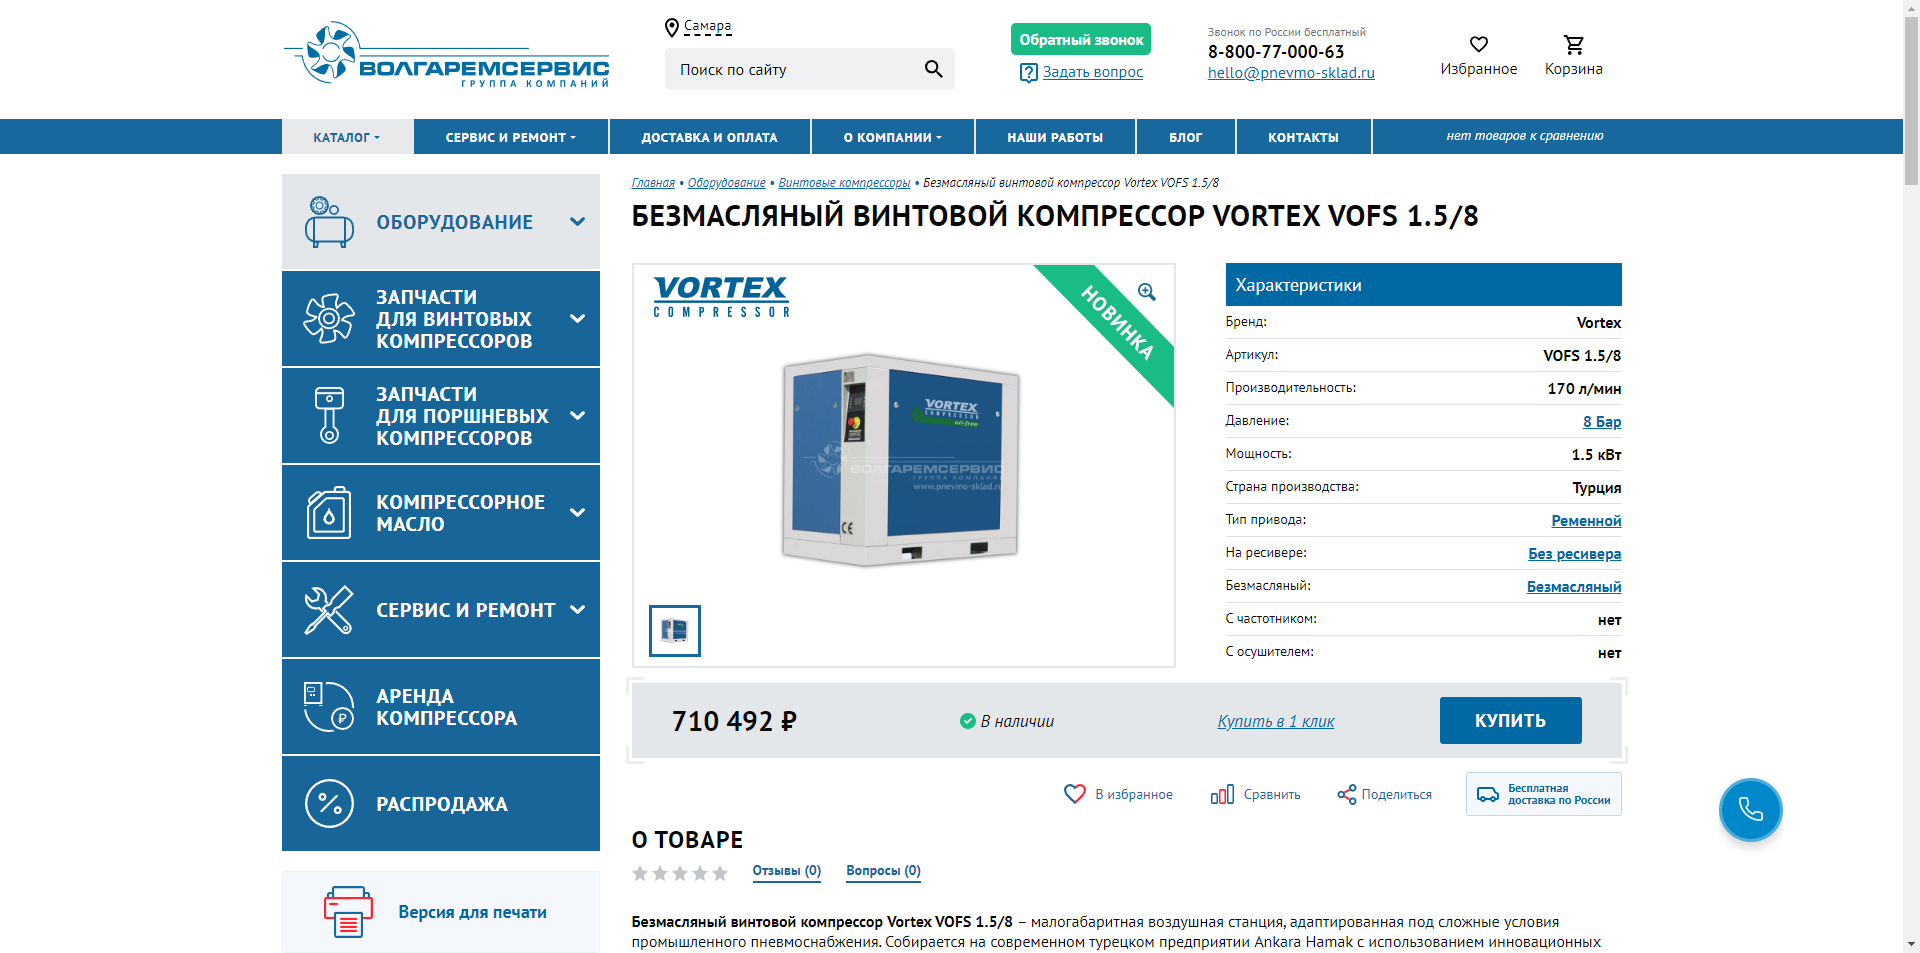 ВОЛГАРЕМСЕРВИС
ГРУППА КОМПАНИЙ
Самара
Поиск по сайту
Обратный звонок
Задать вопрос
Звонок по России бесплатный
8-800-77-000-63
hello@pnevmo-sklad.ru
Избранное
Корзина
КАТАЛОГ
СЕРВИС И РЕМОНТ
ДОСТАВКА И ОПЛАТА
О КОМПАНИИ
НАШИ РАБОТЫ
БЛОГ
КОНТАКТЫ
нет товаров к сравнению
ОБОРУДОВАНИЕ
ЗАПЧАСТИ
ДЛЯ ВИНТОВЫХ
КОМПРЕССОРОВ
ЗАПЧАСТИ
ДЛЯ ПОРШНЕВЫХ
КОМПРЕССОРОВ
КОМПРЕССОРНОЕ
МАСЛО
СЕРВИС И РЕМОНТ
АРЕНДА
КОМПРЕССОРА
РАСПРОДАЖА
Версия для печати
Главная • Оборудование • Винтовые компрессоры • Безмасляный винтовой компрессор Vortex VOFS 1.5/8
БЕЗМАСЛЯНЫЙ ВИНТОВОЙ КОМПРЕССОР VORTEX VOFS 1.5/8
VORTEX
COMPRESSOR
НОВИНКА
VORTEX
COMPRESSOR
oil-free
ВОЛГАРЕМСЕРВИС
ГРУППА КОМПАНИЙ
www.pnevmo-sklad.ru
CE
Характеристики
Бренд: Vortex
Артикул: VOFS 1.5/8
Производительность: 170 л/мин
Давление: 8 Бар
Мощность: 1.5 кВт
Страна производства: Турция
Тип привода: Ременной
На ресивере: Без ресивера
Безмасляный: Безмасляный
С частотником: нет
С осушителем: нет
710 492 ₽
В наличии
Купить в 1 клик
КУПИТЬ
В избранное
Сравнить
Поделиться
Бесплатная
доставка по России
О ТОВАРЕ
Отзывы (0)
Вопросы (0)
Безмасляный винтовой компрессор Vortex VOFS 1.5/8 – малогабаритная воздушная станция, адаптированная под сложные условия
промышленного пневмоснабжения. Собирается на современном турецком предприятии Ankara Hamak с использованием инновационных